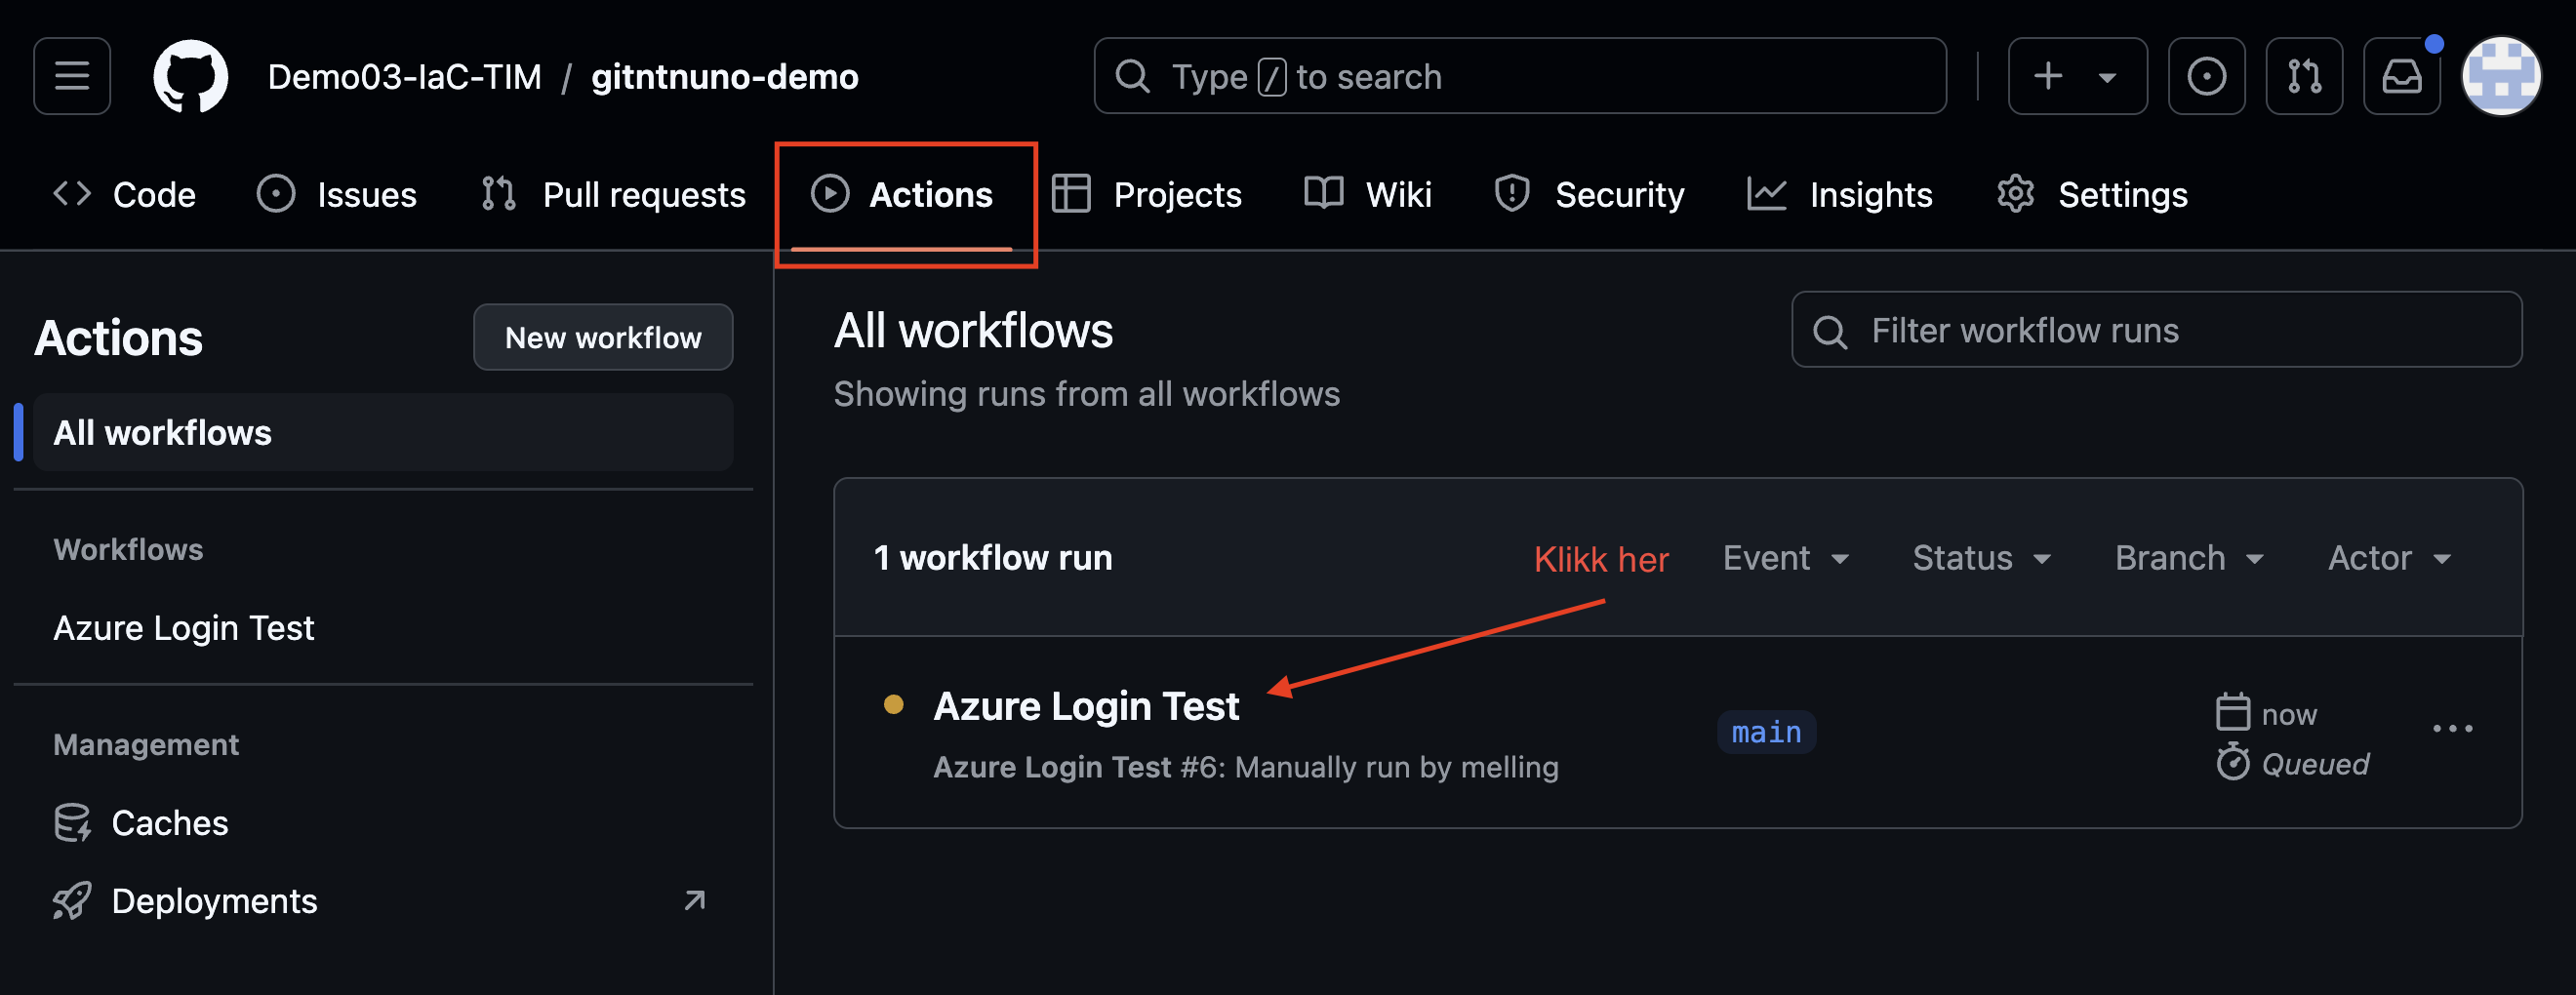 Demo03-IaC-TIM / gitntnuno-demo
Type / to search
Code Issues Pull requests Actions Projects Wiki Security Insights Settings
Actions
New workflow
All workflows
Workflows
Azure Login Test
Management
Caches
Deployments
All workflows
Filter workflow runs
Showing runs from all workflows
1 workflow run
Klikk her
Event Status Branch Actor
Azure Login Test
Azure Login Test #6: Manually run by melling
main
now
Queued